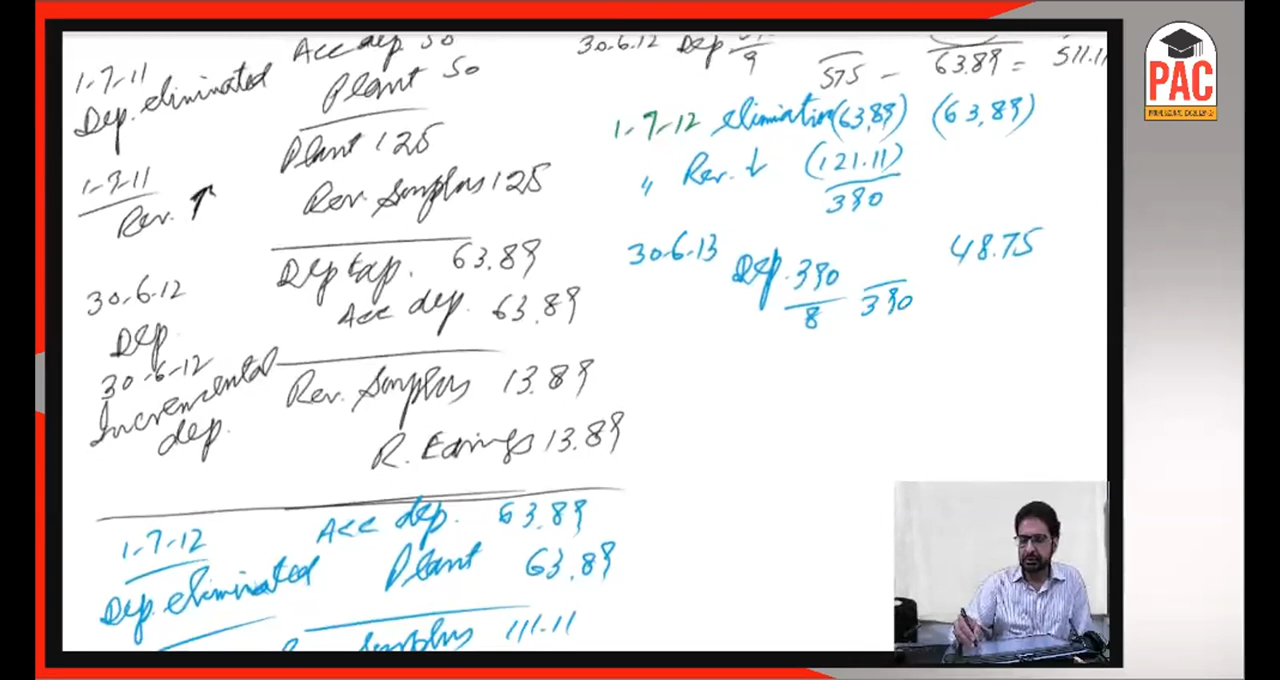 Acc dep. 50
1-7-11
Dep. eliminated
Plant 50
Plant 125
1-7-11
Rev. ↑
Rev. Surplus 125
Dep Exp. 63.89
30.6.12
Dep.
Acc dep. 63.89
30-6-12
Incremental
dep.
Rev. Surplus 13.89
R. Earnings 13.89
1-7-12
Acc dep. 63.89
Dep. eliminated
Plant 63.89
Surplus 111.11
30.6.12 Dep
9
575 - 63.89 = 511.11
1-7-12 elimination (63.89) (63.89)
" Rev. ↓ (121.11)
390
30-6-13 Dep. 390
8
390
48.75
PAC